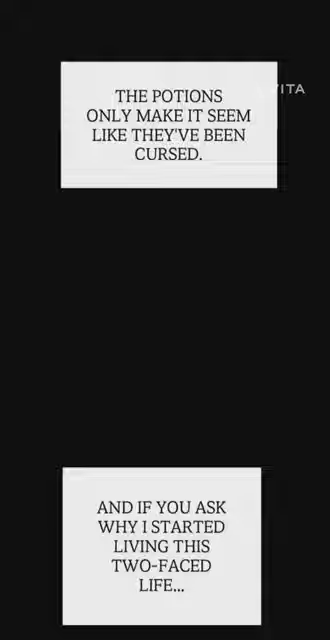 THE POTIONS
ONLY MAKE IT SEEM
LIKE THEY'VE BEEN
CURSED.
VITA
AND IF YOU ASK
WHY I STARTED
LIVING THIS
TWO-FACED
LIFE...